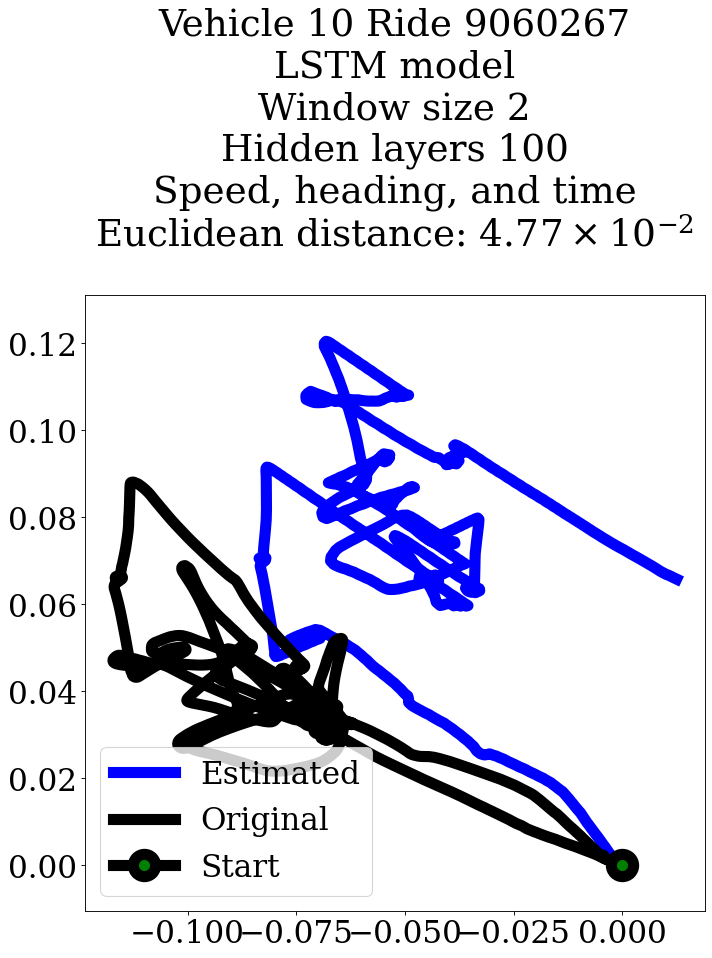 Vehicle 10 Ride 9060267
LSTM model
Window size 2
Hidden layers 100
Speed, heading, and time
Euclidean distance: 4.77 × 10⁻²
0.12
0.10
0.08
0.06
0.04
0.02
0.00
Estimated
Original
Start
−0.100 −0.075 −0.050 −0.025 0.000